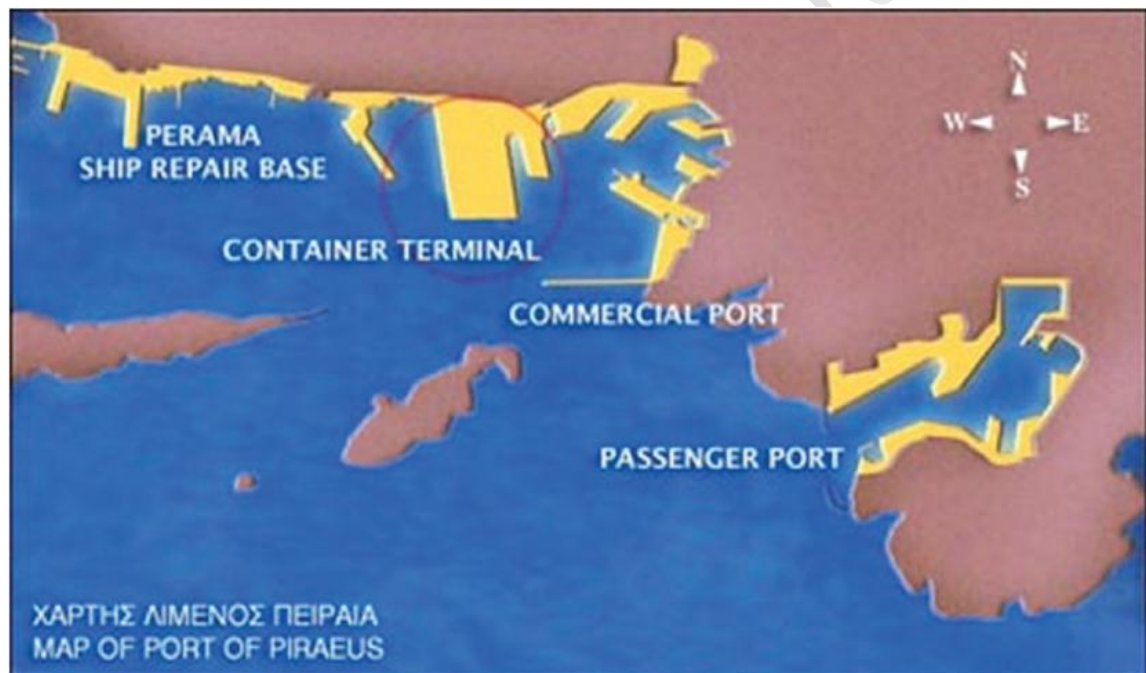 N
W E
S
PERAMA
SHIP REPAIR BASE
CONTAINER TERMINAL
COMMERCIAL PORT
PASSENGER PORT
ΧΑΡΤΗΣ ΛΙΜΕΝΟΣ ΠΕΙΡΑΙΑ
MAP OF PORT OF PIRAEUS